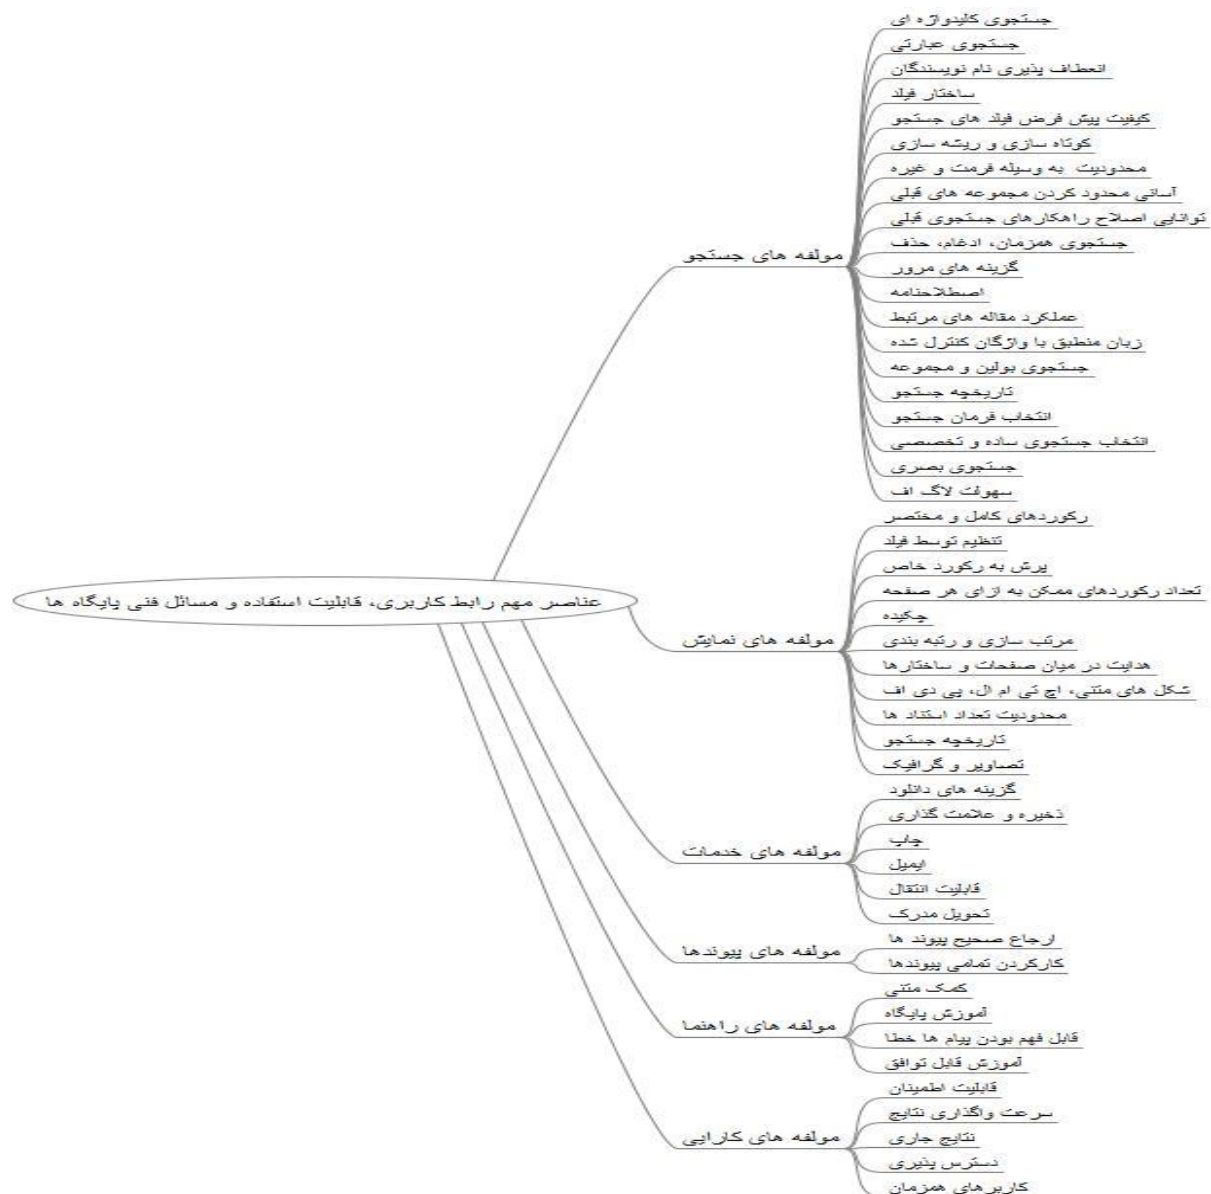 جستجوی کلیدواژه ای
جستجوی عبارتی
انعطاف پذیری نام نویسندگان
ساختار فیلد
کیفیت پیش فرض فیلد های جستجو
کوتاه سازی و ریشه سازی
محدودیت به وسیله فرمت و غیره
آسانی محدود کردن مجموعه های قبلی
توانایی اصلاح راهکارهای جستجوی قبلی
جستجوی همزمان، ادغام، حذف
مولفه های جستجو
گزینه های مرور
اصطلاحنامه
عملکرد مقاله های مرتبط
زبان منطبق با واژگان کنترل شده
جستجوی بولین و مجموعه
تاریخچه جستجو
انتخاب فرمان جستجو
انتخاب جستجوی ساده و تخصصی
جستجوی بصری
سهولت لاگ اف
عناصر مهم رابط کاربری، قابلیت استفاده و مسائل فنی پایگاه ها
رکوردهای کامل و مختصر
تنظیم توسط فیلد
پرش به رکورد خاص
تعداد رکوردهای ممکن به ازای هر صفحه
چکیده
مولفه های نمایش
مرتب سازی و رتبه بندی
هدایت در میان صفحات و ساختارها
شکل های متنی، اچ تی ام ال، پی دی اف
محدودیت تعداد استناد ها
تاریخچه جستجو
تصاویر و گرافیک
گزینه های دانلود
ذخیره و علامت گذاری
چاپ
مولفه های خدمات
ایمیل
قابلیت انتقال
تحویل مدرک
ارجاع صحیح پیوند ها
مولفه های پیوندها
کارکردن تمامی پیوندها
کمک متنی
آموزش پایگاه
مولفه های راهنما
قابل فهم بودن پیام ها خطا
آموزش قابل توافق
قابلیت اطمینان
سرعت واگذاری نتایج
مولفه های کارایی
نتایج جاری
دسترس پذیری
کاربرهای همزمان